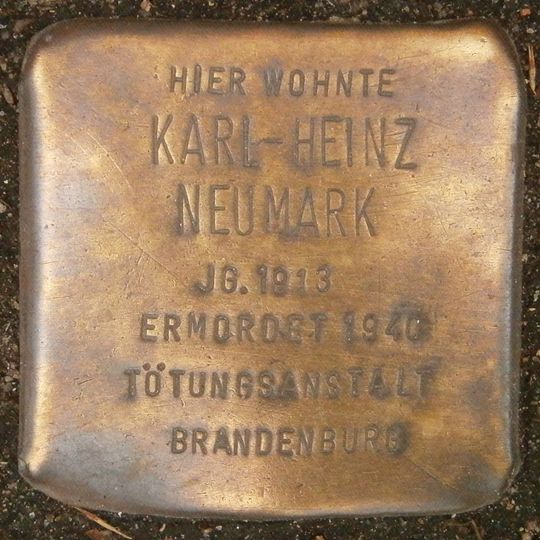 HIER WOHNTE
KARL-HEINZ
NEUMARK
JG. 1913
ERMORDET 1940
TÖTUNGSANSTALT
BRANDENBURG